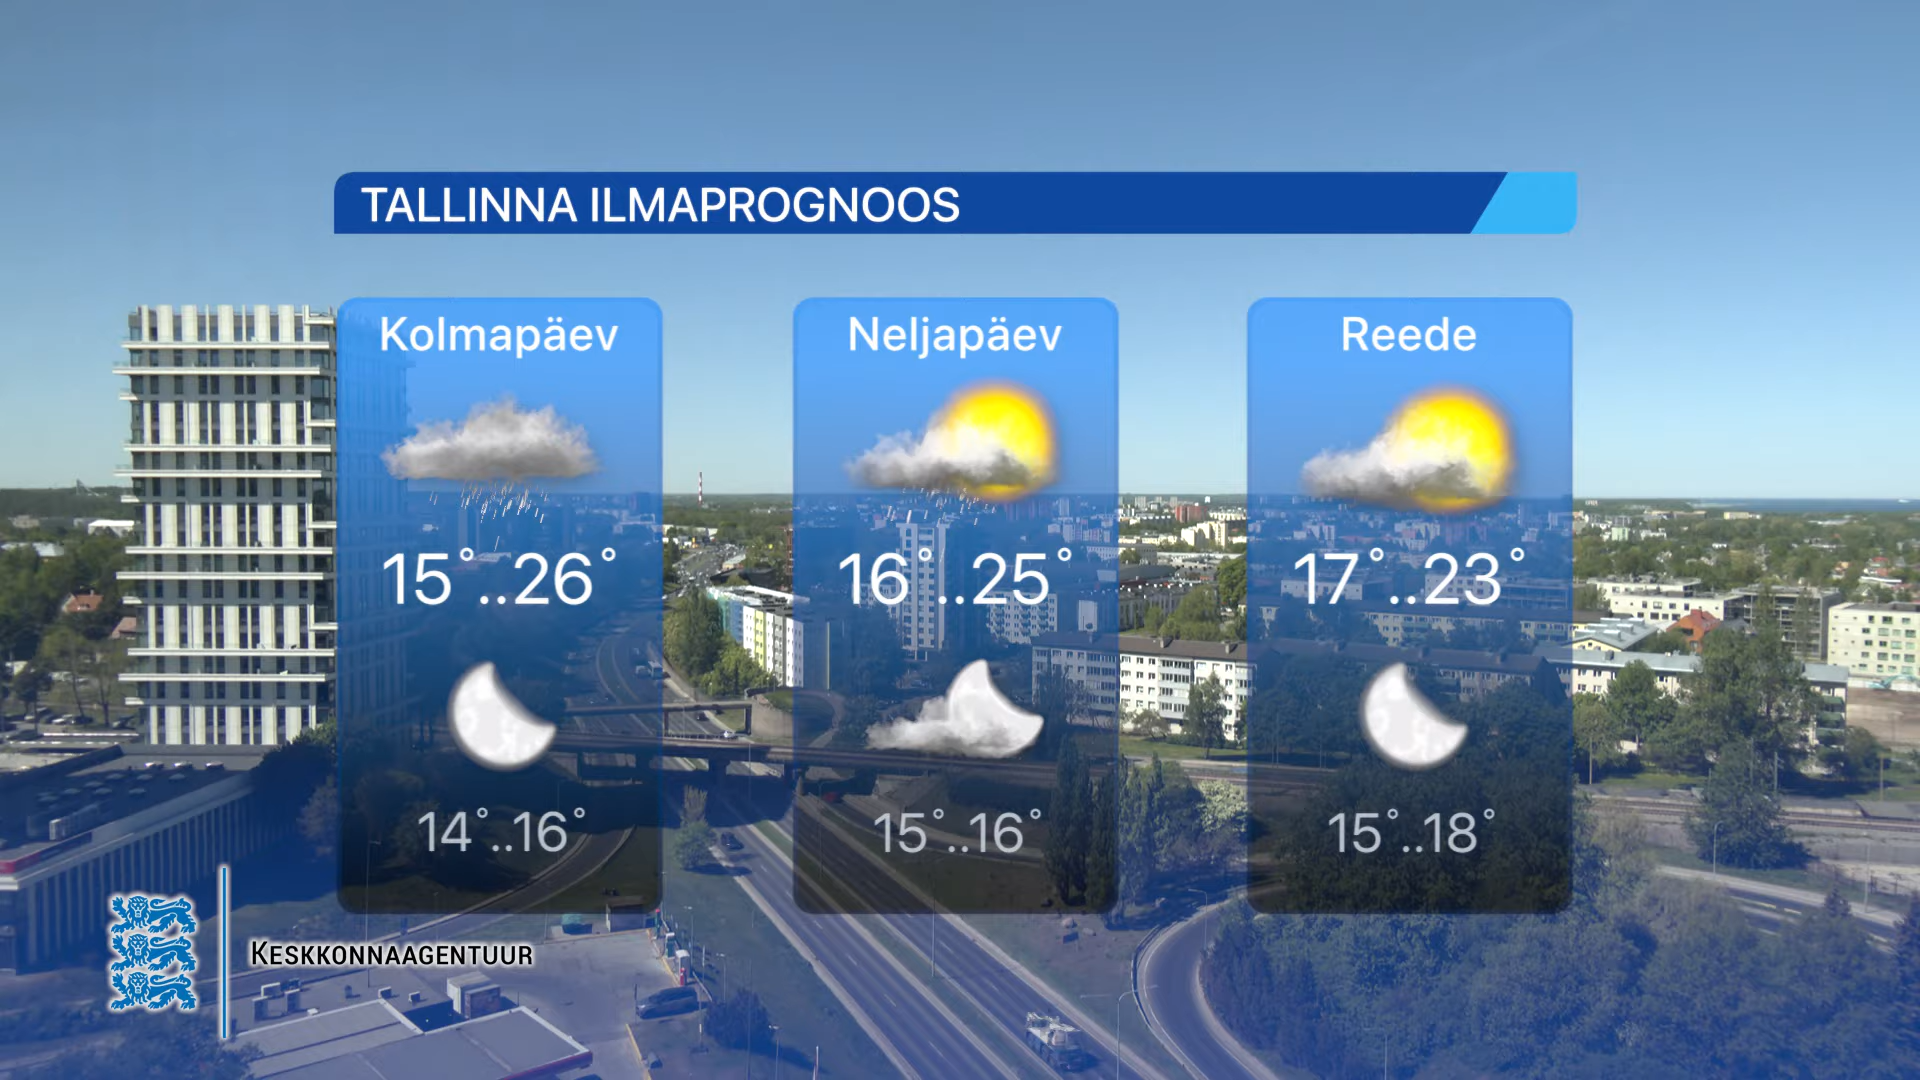 TALLINNA ILMAPROGNOOS
Kolmapäev
15°..26°
14°..16°
Neljapäev
16°..25°
15°..16°
Reede
17°..23°
15°..18°
KESKKONNAAGENTUUR